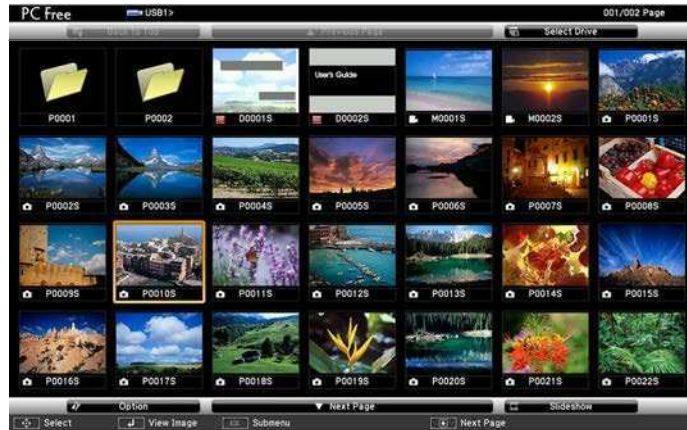 PC Free USB1> 001/002 Page
Back to Top Previous Page Select Drive
User's Guide
P0001 P0002 D0001S D0002S M0001S M0002S P0001S
P0002S P0003S P0004S P0005S P0006S P0007S P0008S
P0009S P0010S P0011S P0012S P0013S P0014S P0015S
P0016S P0017S P0018S P0019S P0020S P0021S P0022S
Option Next Page Slideshow
Select View Image Esc Submenu Next Page